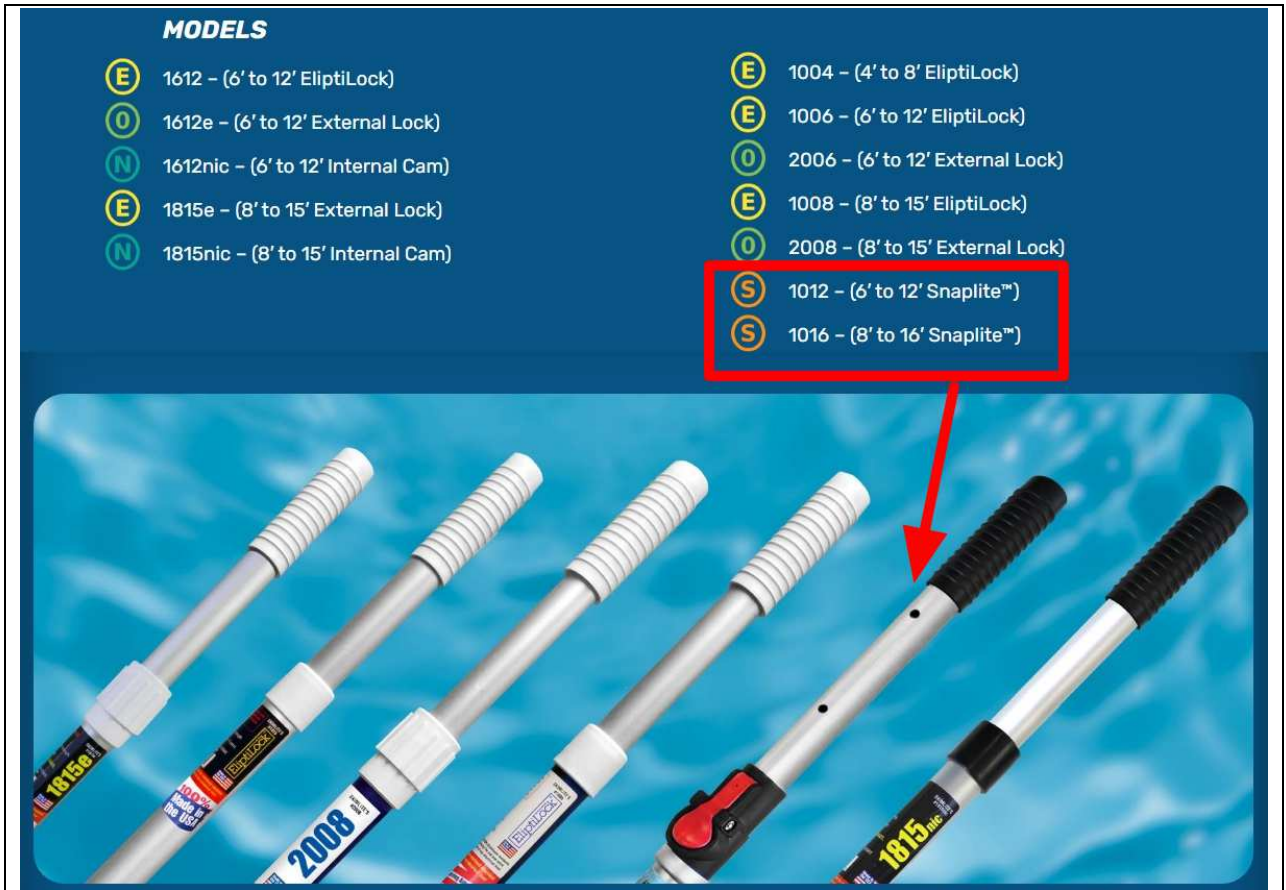 MODELS
E 1612 – (6′ to 12′ EliptiLock)
O 1612e – (6′ to 12′ External Lock)
N 1612nic – (6′ to 12′ Internal Cam)
E 1815e – (8′ to 15′ External Lock)
N 1815nic – (8′ to 15′ Internal Cam)
E 1004 – (4′ to 8′ EliptiLock)
E 1006 – (6′ to 12′ EliptiLock)
O 2006 – (6′ to 12′ External Lock)
E 1008 – (8′ to 15′ EliptiLock)
O 2008 – (8′ to 15′ External Lock)
S 1012 – (6′ to 12′ Snaplite™)
S 1016 – (8′ to 16′ Snaplite™)
1815e
EliptiLock
100%
Made in
the USA
2008
EliptiLock
1815nic